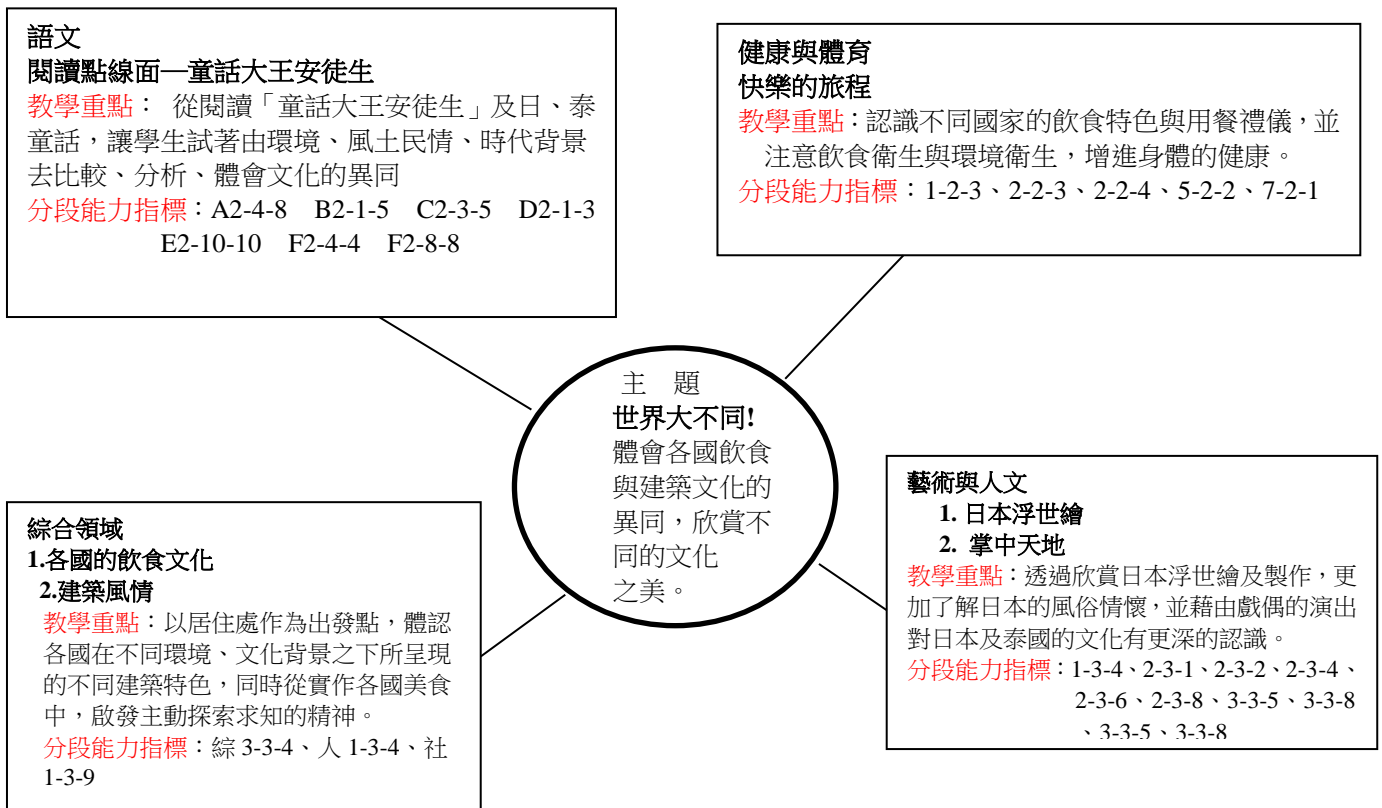 語文
閱讀點線面─童話大王安徒生
教學重點： 從閱讀「童話大王安徒生」及日、泰
童話，讓學生試著由環境、風土民情、時代背景
去比較、分析、體會文化的異同
分段能力指標：A2-4-8 B2-1-5 C2-3-5 D2-1-3
E2-10-10 F2-4-4 F2-8-8
健康與體育
快樂的旅程
教學重點：認識不同國家的飲食特色與用餐禮儀，並
注意飲食衛生與環境衛生，增進身體的健康。
分段能力指標：1-2-3、2-2-3、2-2-4、5-2-2、7-2-1
主 題
世界大不同!
體會各國飲食
與建築文化的
異同，欣賞不
同的文化
之美。
綜合領域
1.各國的飲食文化
2.建築風情
教學重點：以居住處作為出發點，體認
各國在不同環境、文化背景之下所呈現
的不同建築特色，同時從實作各國美食
中，啟發主動探索求知的精神。
分段能力指標：綜 3-3-4、人 1-3-4、社
1-3-9
藝術與人文
1. 日本浮世繪
2. 掌中天地
教學重點：透過欣賞日本浮世繪及製作，更
加了解日本的風俗情懷，並藉由戲偶的演出
對日本及泰國的文化有更深的認識。
分段能力指標：1-3-4、2-3-1、2-3-2、2-3-4、
2-3-6、2-3-8、3-3-5、3-3-8
、3-3-5、3-3-8